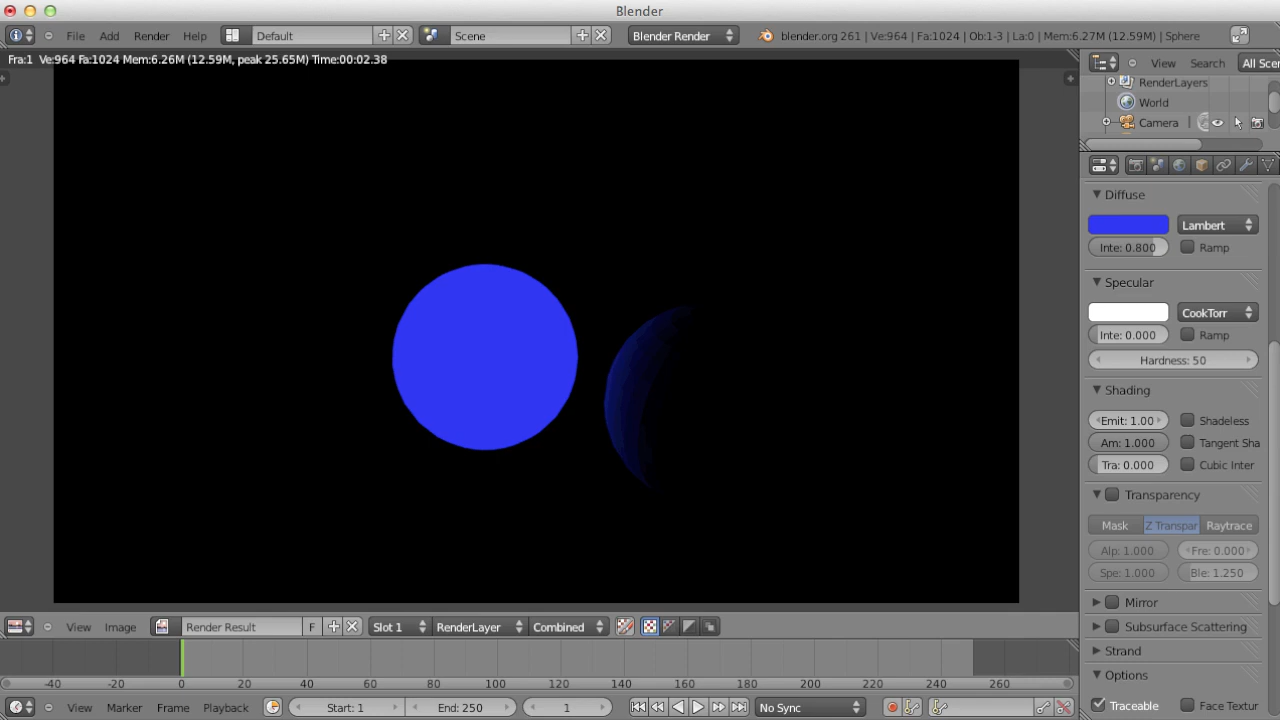 Blender
File Add Render Help Default Scene Blender Render blender.org 261 | Ve:964 | Fa:1024 | Ob:1-3 | La:0 | Mem:6.27M (12.59M) | Sphere
Fra:1 Ve:964 Fa:1024 Mem:6.26M (12.59M, peak 25.65M) Time:00:02.38
View Search All Scen
RenderLayers
World
Camera
Diffuse
Lambert
Inte: 0.800 Ramp
Specular
CookTorr
Inte: 0.000 Ramp
Hardness: 50
Shading
Emit: 1.00 Shadeless
Am: 1.000 Tangent Sha
Tra: 0.000 Cubic Inter
Transparency
Mask Z Transpar Raytrace
Alp: 1.000 Fre: 0.000
Spe: 1.000 Ble: 1.250
Mirror
Subsurface Scattering
Strand
Options
Traceable Face Textur
View Image Render Result F Slot 1 RenderLayer Combined
-40 -20 0 20 40 60 80 100 120 140 160 180 200 220 240 260
View Marker Frame Playback Start: 1 End: 250 1 No Sync